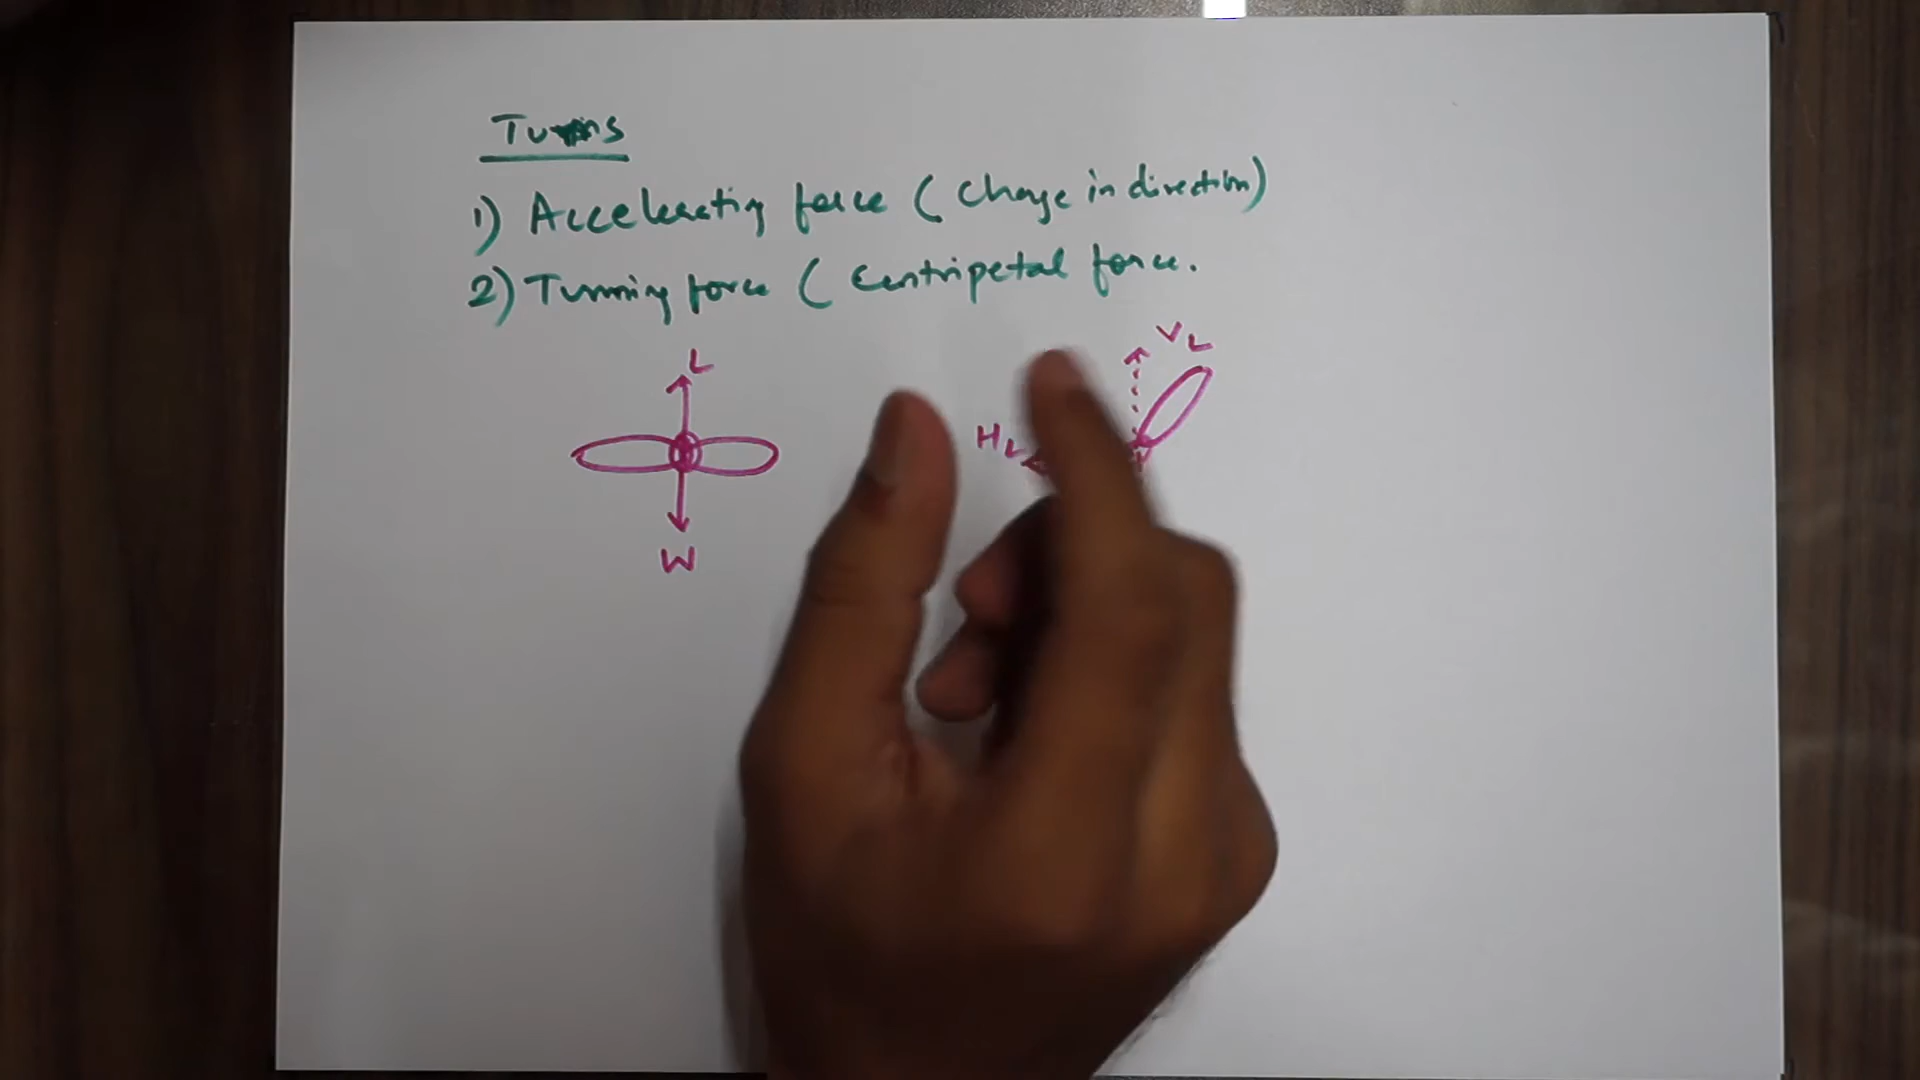 Turns
1) Accelerating force (Change in direction)
2) Turning force ( Centripetal force.
L
VL
HL
W